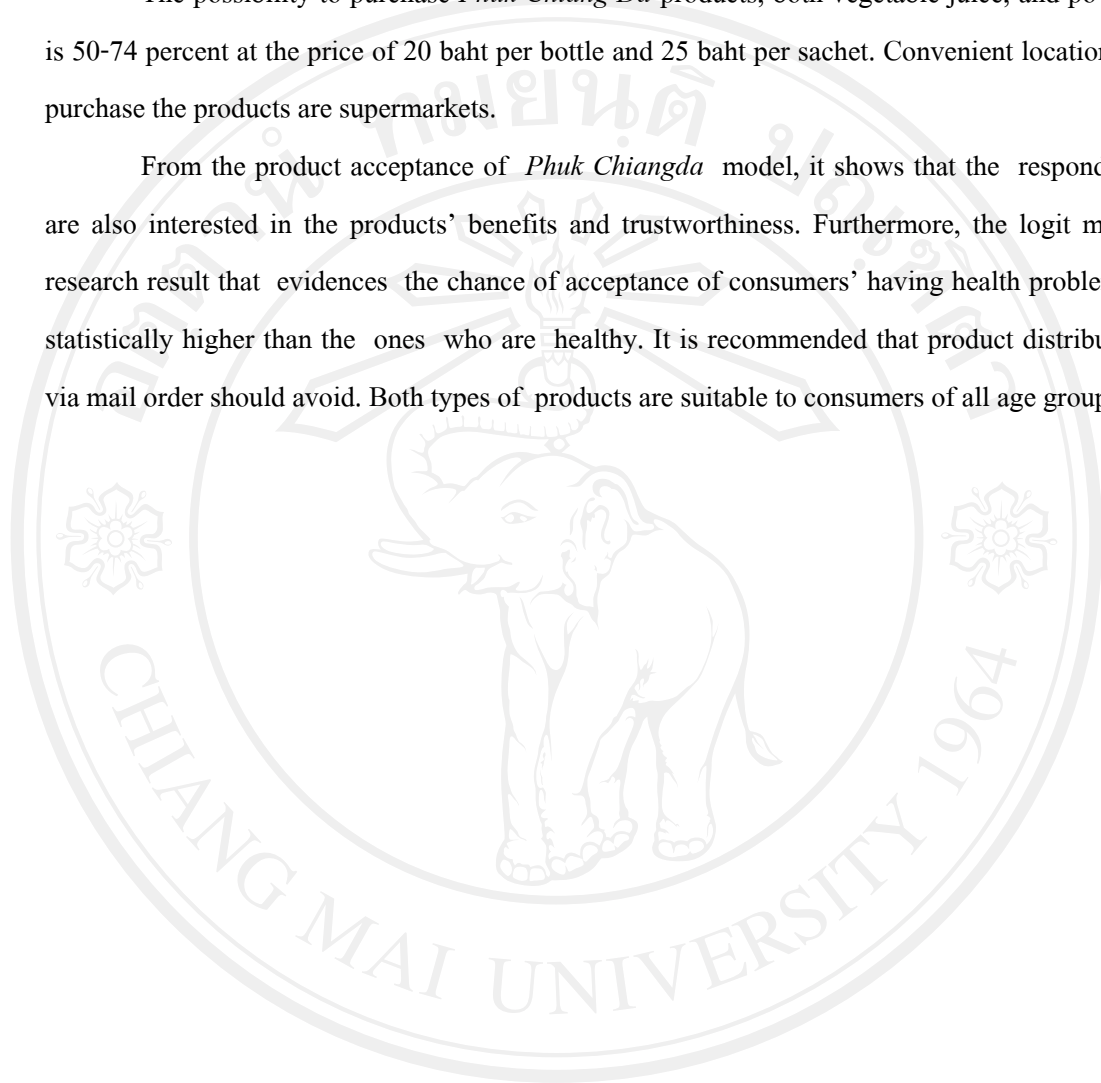 is 50-74 percent at the price of 20 baht per bottle and 25 baht per sachet. Convenient location
purchase the products are supermarkets.
From the product acceptance of Phuk Chiangda model, it shows that the respond
are also interested in the products’ benefits and trustworthiness. Furthermore, the logit m
research result that evidences the chance of acceptance of consumers’ having health proble
statistically higher than the ones who are healthy. It is recommended that product distribu
via mail order should avoid. Both types of products are suitable to consumers of all age group
CHIANG MAI UNIVERSITY 1964